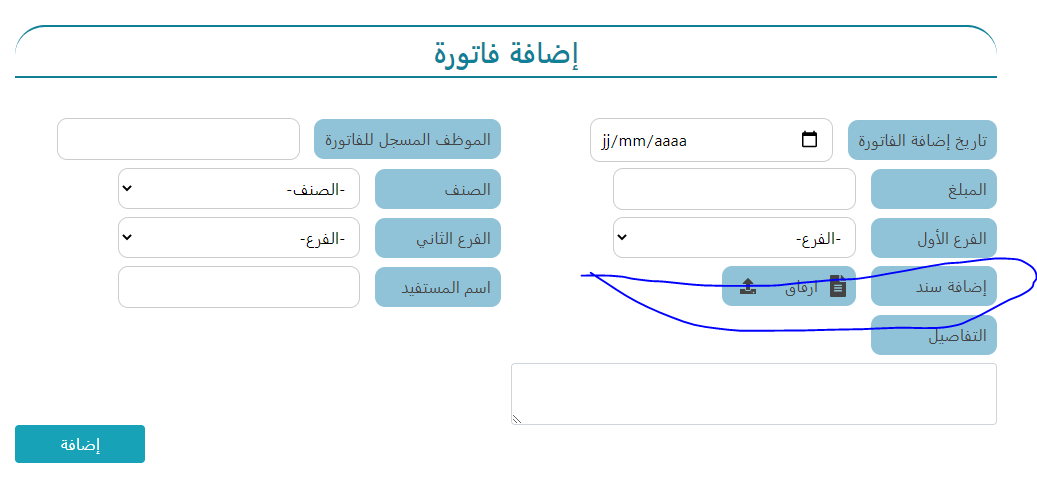 إضافة فاتورة
تاريخ إضافة الفاتورة jj/mm/aaaa الموظف المسجل للفاتورة
المبلغ الصنف -الصنف-
الفرع الأول -الفرع- الفرع الثاني -الفرع-
إضافة سند ارفاق اسم المستفيد
التفاصيل
إضافة